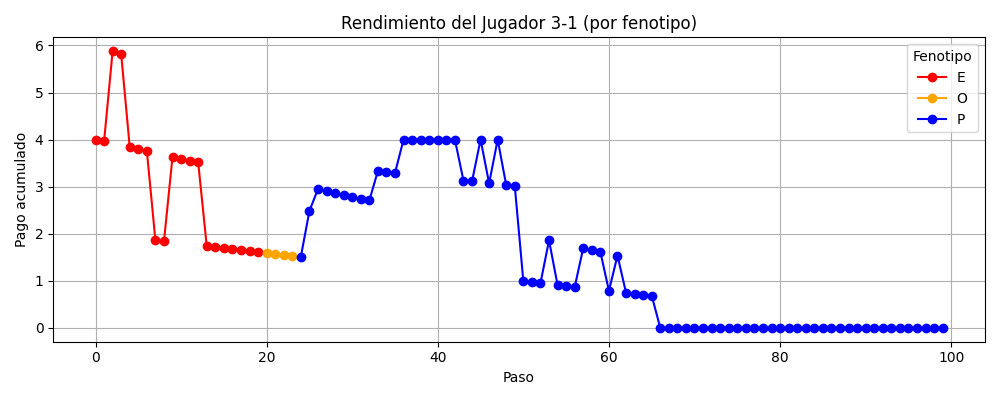 Rendimiento del Jugador 3-1 (por fenotipo)
Pago acumulado
6
5
4
3
2
1
0
Fenotipo
E
O
P
0 20 40 60 80 100
Paso